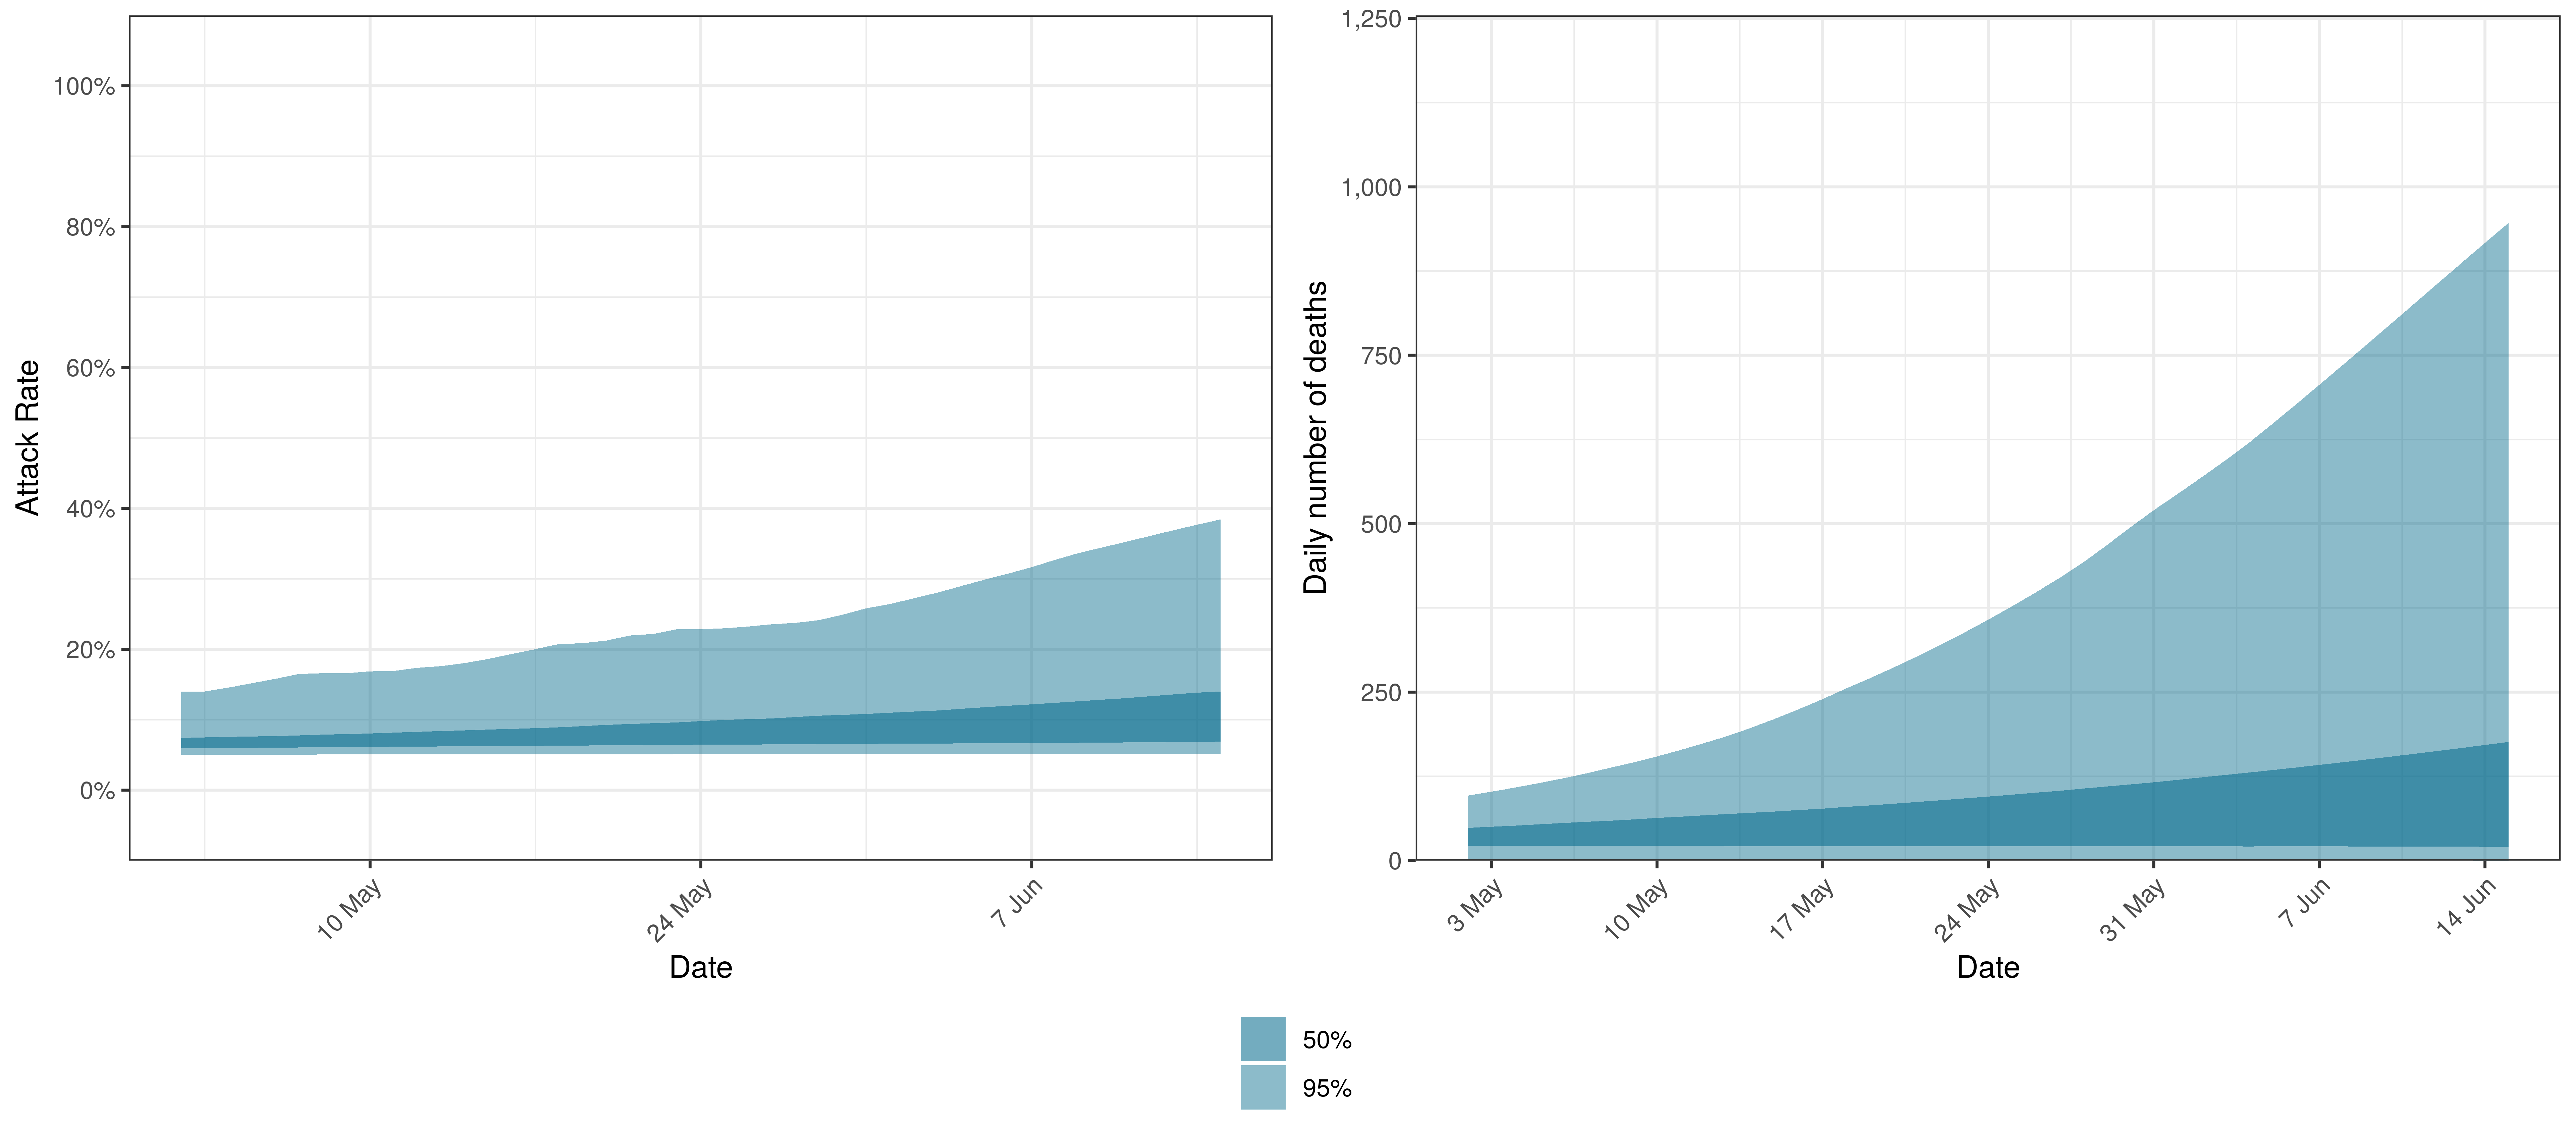 100%
80%
60%
40%
20%
0%
Attack Rate
10 May
24 May
7 Jun
Date
1,250
1,000
750
500
250
0
Daily number of deaths
3 May
10 May
17 May
24 May
31 May
7 Jun
14 Jun
Date
50%
95%